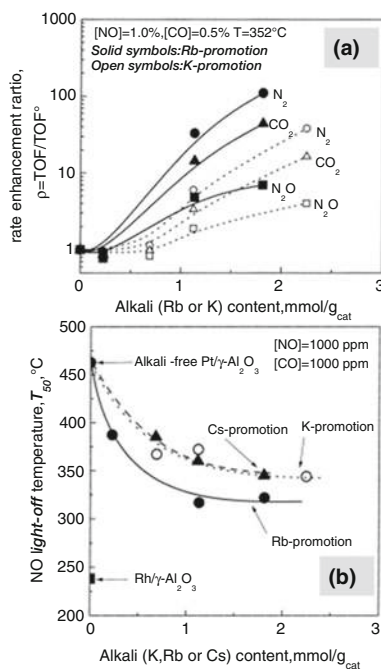 [NO]=1.0%,[CO]=0.5% T=352°C
Solid symbols:Rb-promotion
Open symbols:K-promotion
(a)
rate enhancement rartio,
ρ=TOF/TOF°
1000
100
10
1
N2
CO2
N2
CO2
N2O
N2O
0 1 2 3
Alkali (Rb or K) content,mmol/gcat
500
450
400
350
300
250
200
NO light-off temperature,T50,°C
Alkali -free Pt/γ-Al2O3
[NO]=1000 ppm
[CO]=1000 ppm
Cs-promotion
K-promotion
Rb-promotion
Rh/γ-Al2O3
(b)
0 1 2 3
Alkali (K,Rb or Cs) content,mmol/gcat